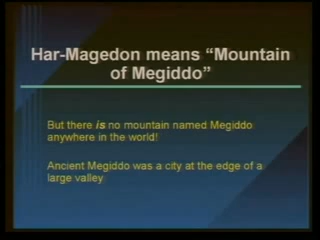 Har-Magedon means “Mountain
of Megiddo”
But there is no mountain named Megiddo
anywhere in the world!
Ancient Megiddo was a city at the edge of a
large valley